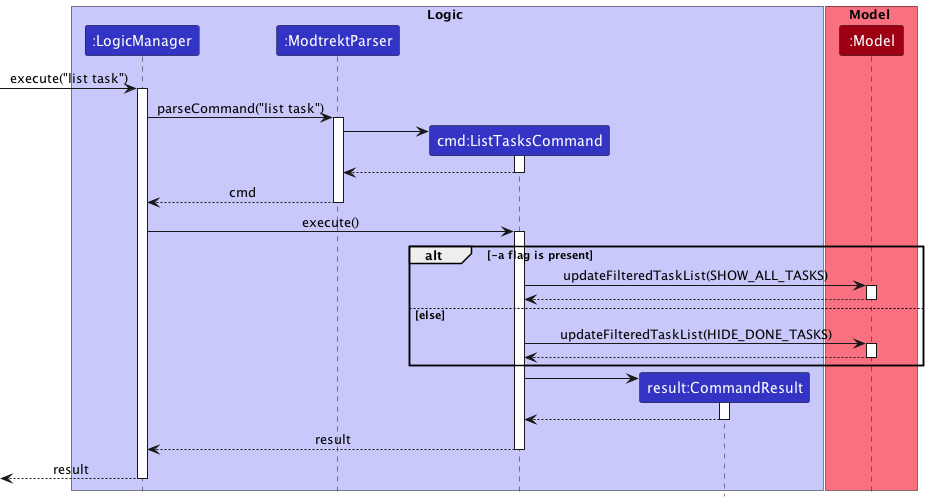 Logic
Model
:LogicManager
:ModtrektParser
:Model
execute("list task")
parseCommand("list task")
cmd:ListTasksCommand
cmd
execute()
alt
[-a flag is present]
updateFilteredTaskList(SHOW_ALL_TASKS)
[else]
updateFilteredTaskList(HIDE_DONE_TASKS)
result:CommandResult
result
result